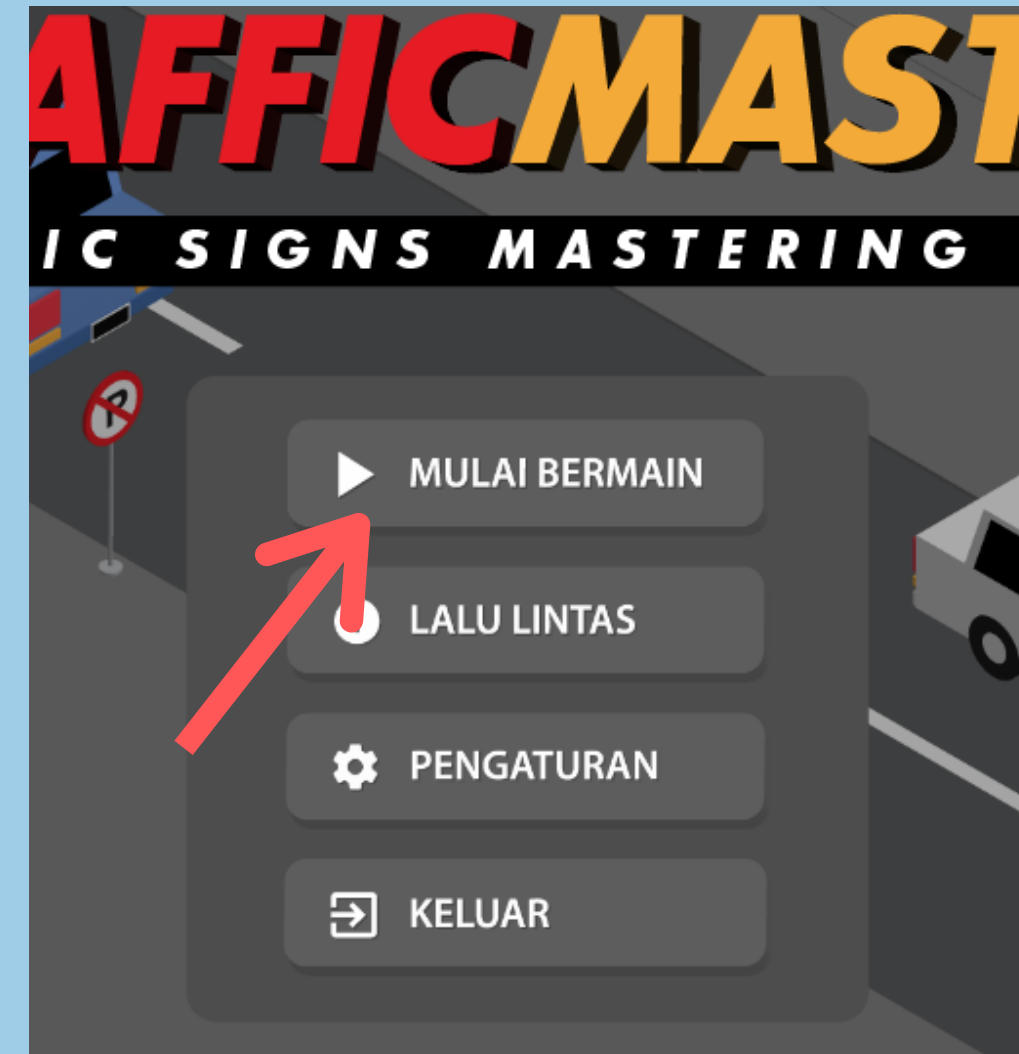 AFFICMAST
IC SIGNS MASTERING
P
MULAI BERMAIN
LALU LINTAS
PENGATURAN
KELUAR